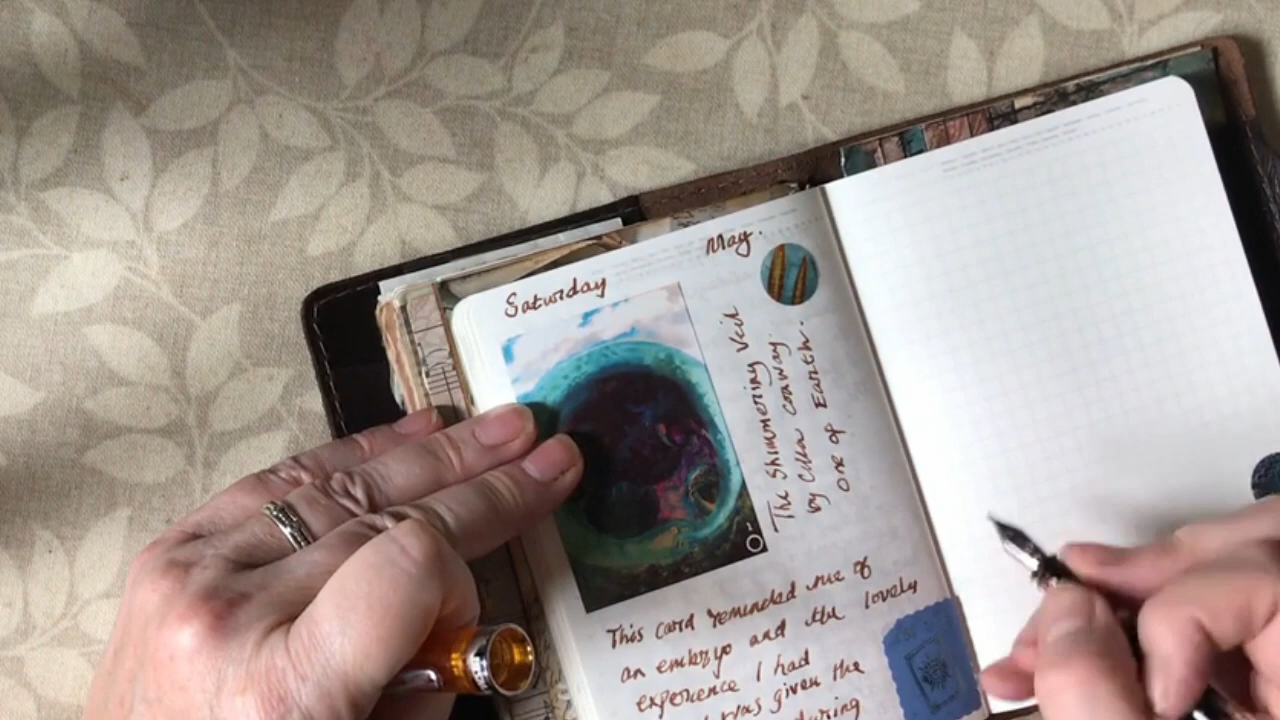 May.
Saturday
The Shimmering Veil
by Cilla Conway.
One of Earth.
This card reminded me of
an embryo and the lovely
experience I had
was given the
during